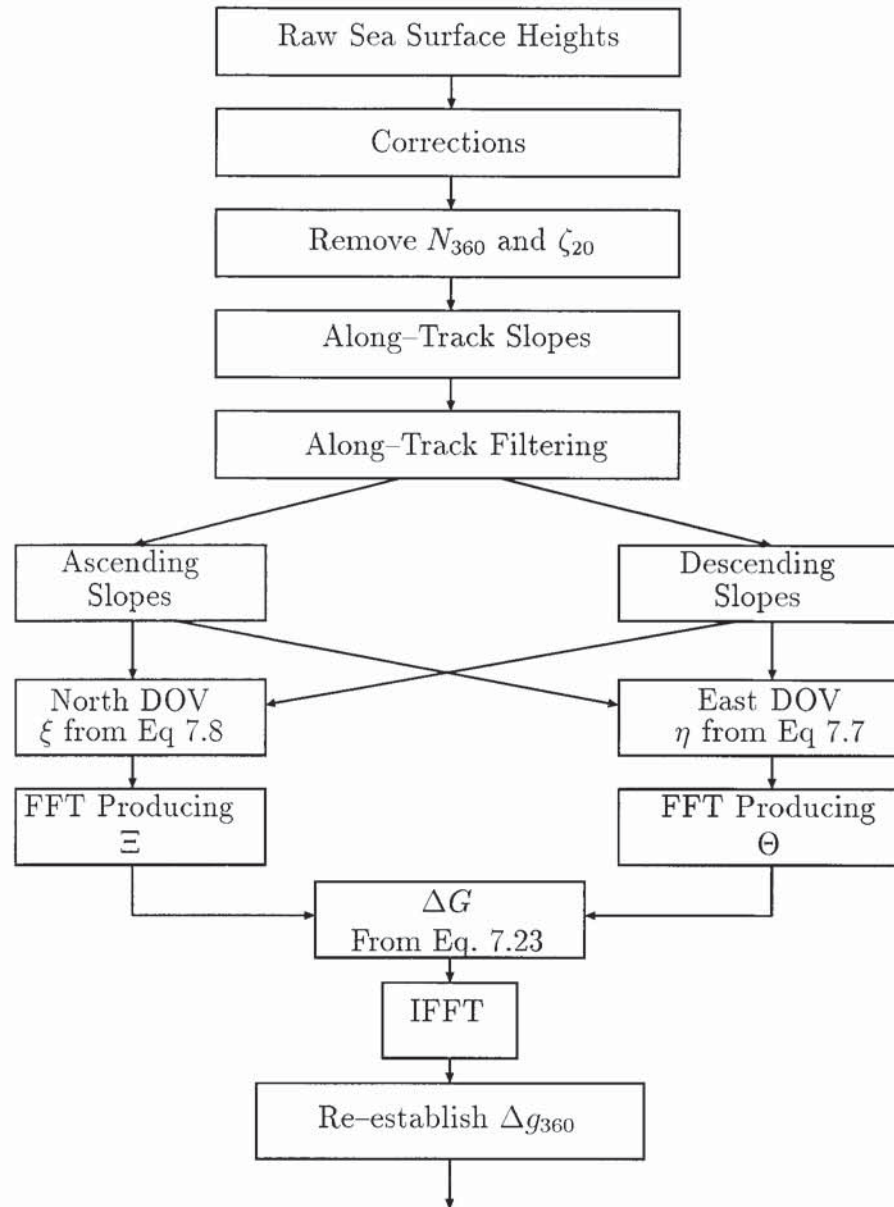 Raw Sea Surface Heights
Corrections
Remove N₃₆₀ and ζ₂₀
Along–Track Slopes
Along–Track Filtering
Ascending
Slopes
Descending
Slopes
North DOV
ξ from Eq 7.8
East DOV
η from Eq 7.7
FFT Producing
Ξ
FFT Producing
Θ
ΔG
From Eq. 7.23
IFFT
Re–establish Δg₃₆₀